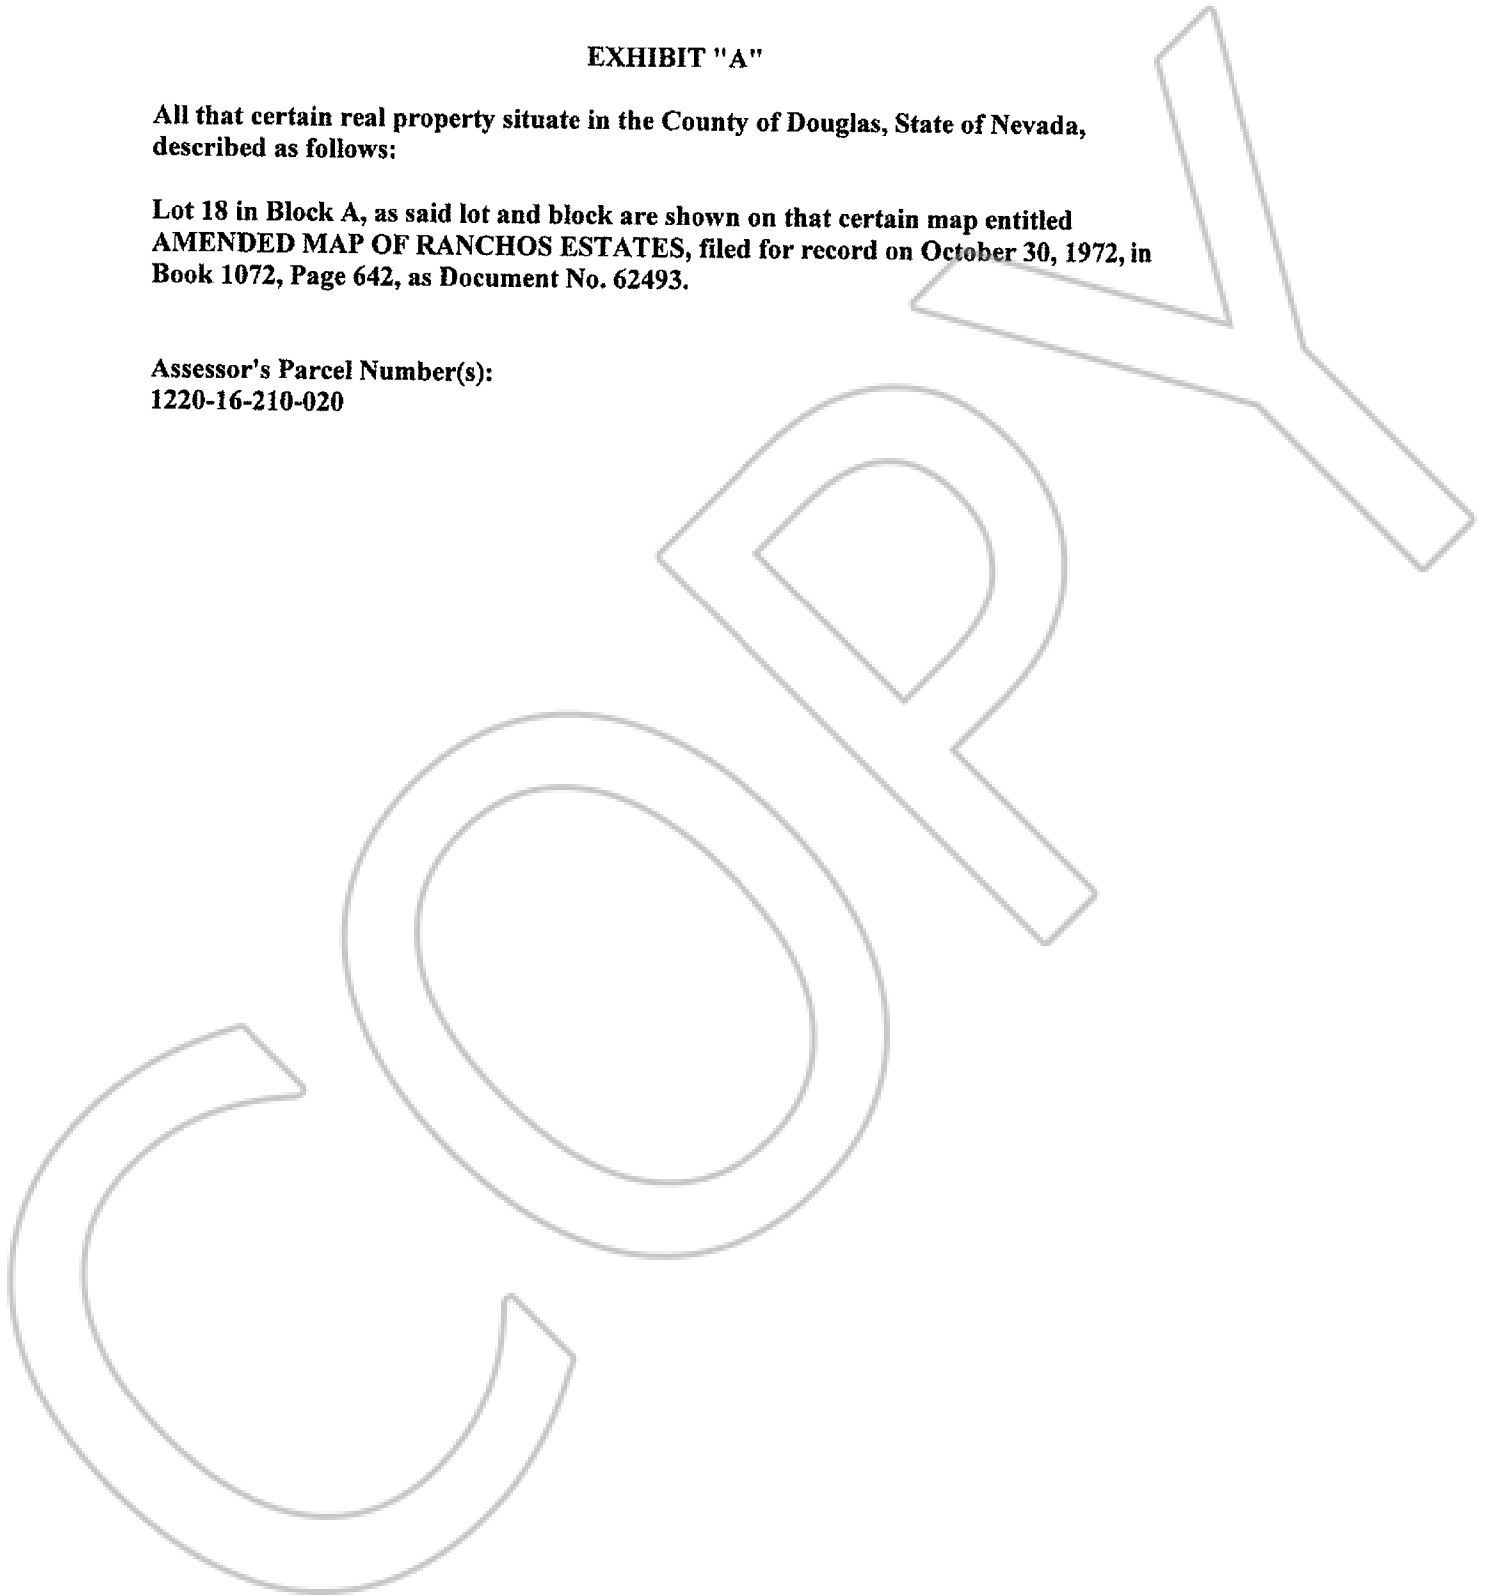 EXHIBIT "A"
All that certain real property situate in the County of Douglas, State of Nevada,
described as follows:
Lot 18 in Block A, as said lot and block are shown on that certain map entitled
AMENDED MAP OF RANCHOS ESTATES, filed for record on October 30, 1972, in
Book 1072, Page 642, as Document No. 62493.
Assessor's Parcel Number(s):
1220-16-210-020
COPY